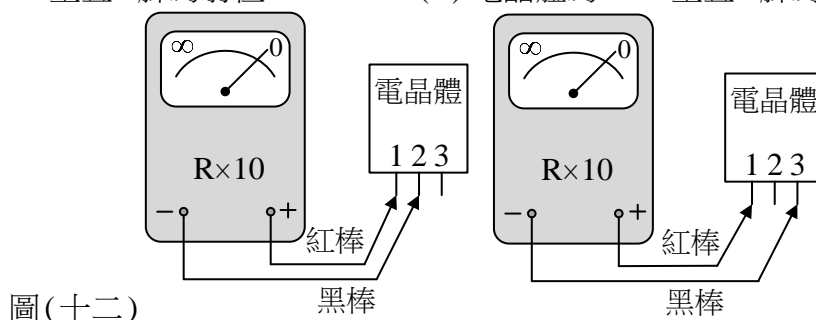 ∞ 0 ∞ 0
電晶體 電晶體
R×10 1 2 3 R×10 1 2 3
− + − +
紅棒 紅棒
黑棒 黑棒
圖(十二)